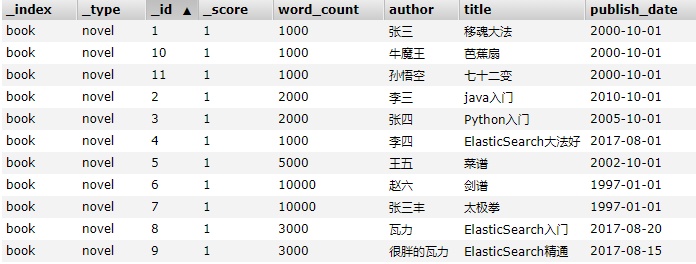 _index _type _id ▲ _score word_count author title publish_date
book novel 1 1 1000 张三 移魂大法 2000-10-01
book novel 10 1 1000 牛魔王 芭蕉扇 2000-10-01
book novel 11 1 1000 孙悟空 七十二变 2000-10-01
book novel 2 1 2000 李三 java入门 2010-10-01
book novel 3 1 2000 张四 Python入门 2005-10-01
book novel 4 1 1000 李四 ElasticSearch大法好 2017-08-01
book novel 5 1 5000 王五 菜谱 2002-10-01
book novel 6 1 10000 赵六 剑谱 1997-01-01
book novel 7 1 10000 张三丰 太极拳 1997-01-01
book novel 8 1 3000 瓦力 ElasticSearch入门 2017-08-20
book novel 9 1 3000 很胖的瓦力 ElasticSearch精通 2017-08-15